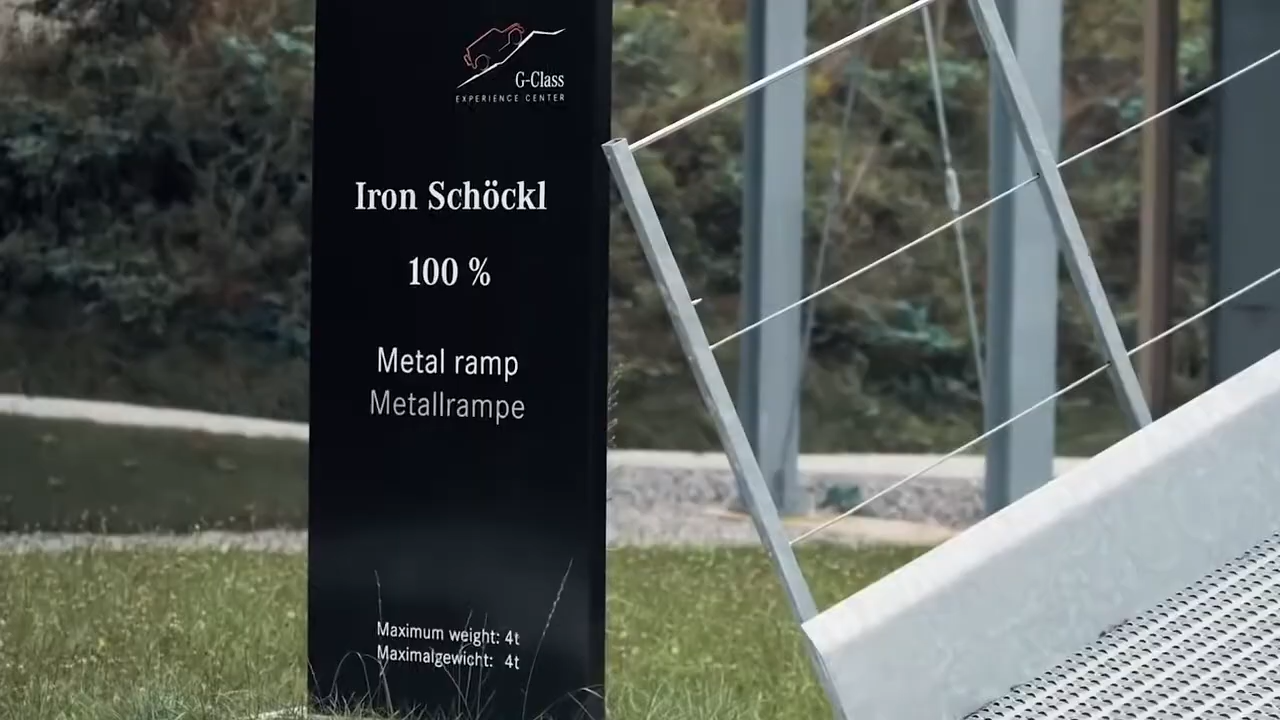 G-Class
EXPERIENCE CENTER
Iron Schöckl
100 %
Metal ramp
Metallrampe
Maximum weight: 4t
Maximalgewicht: 4t